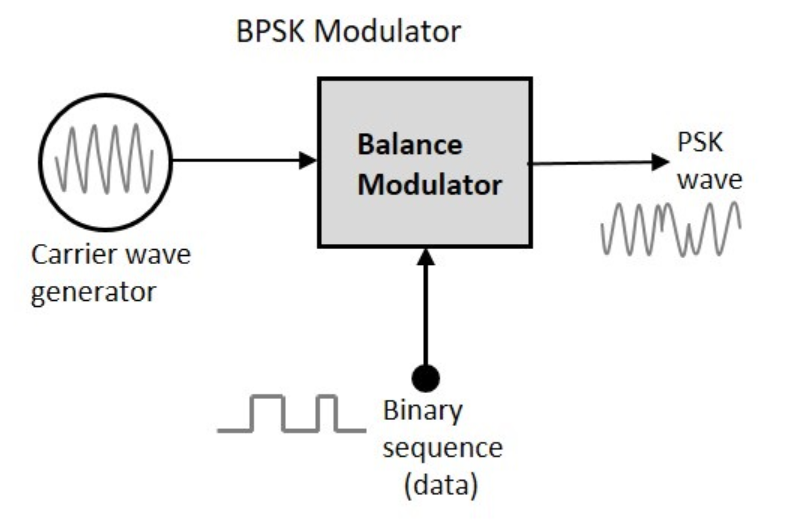 BPSK Modulator
Balance
Modulator
PSK
wave
Carrier wave
generator
Binary
sequence
(data)